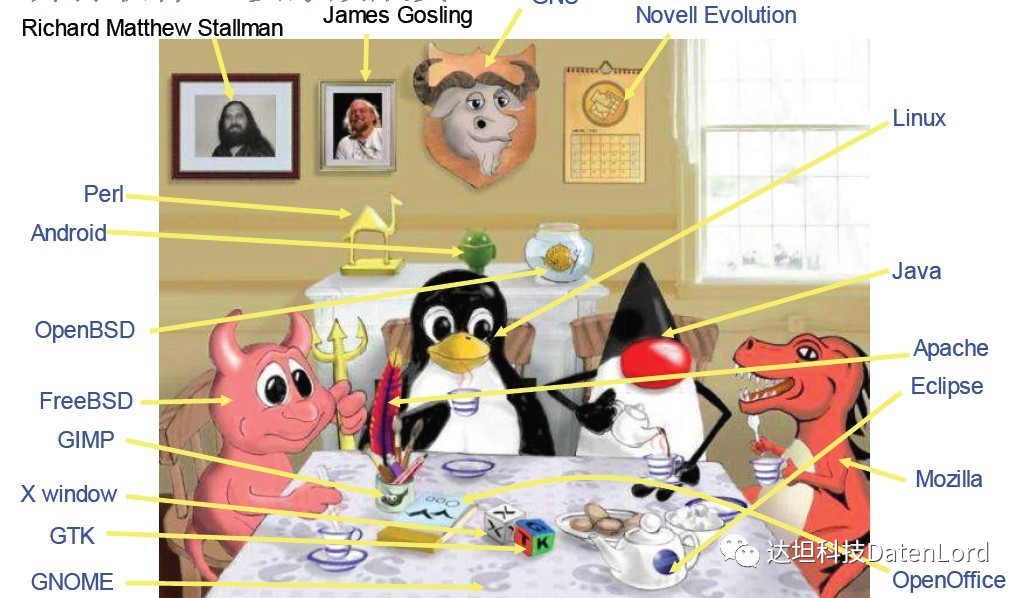 James Gosling
Novell Evolution
Richard Matthew Stallman
Linux
Perl
Android
Java
OpenBSD
Apache
Eclipse
FreeBSD
GIMP
Mozilla
X window
GTK
X
X
G
T K
达坦科技DatenLord
GNOME
OpenOffice